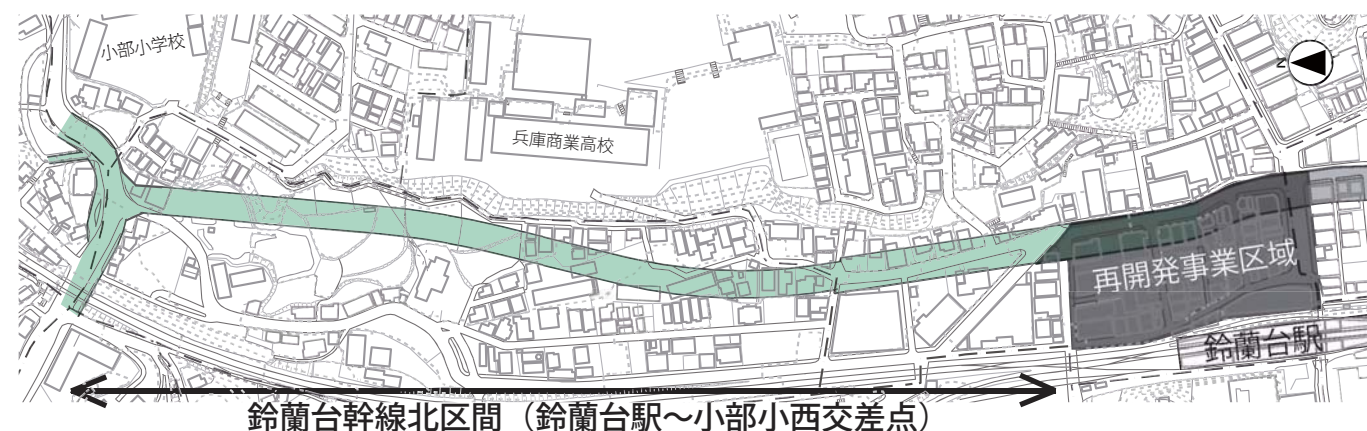 小部小学校
N
兵庫商業高校
再開発事業区域
鈴蘭台駅
鈴蘭台幹線北区間（鈴蘭台駅～小部小西交差点）